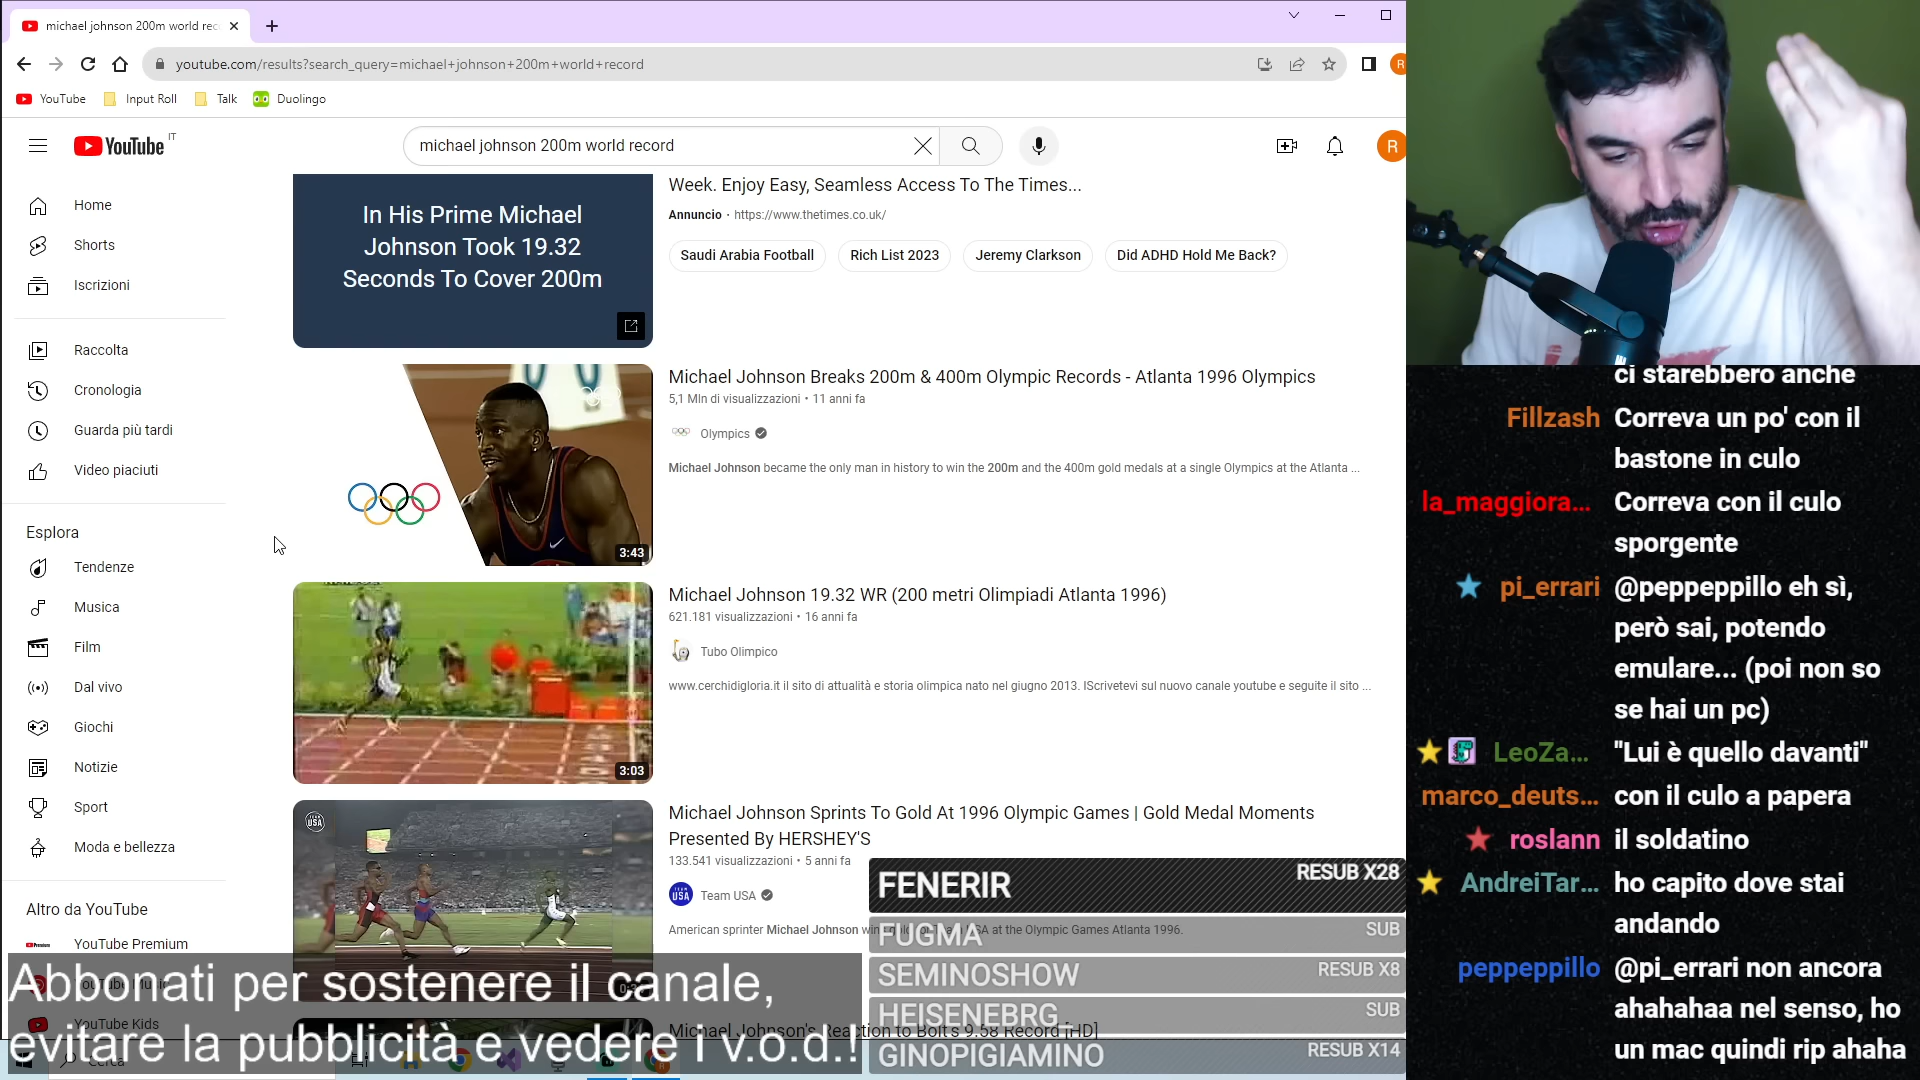 michael johnson 200m world rec
youtube.com/results?search_query=michael+johnson+200m+world+record
R
YouTube
Input Roll
Talk
Duolingo
YouTube IT
michael johnson 200m world record
R
Home
Shorts
Iscrizioni
Raccolta
Cronologia
Guarda più tardi
Video piaciuti
Esplora
Tendenze
Musica
Film
Dal vivo
Giochi
Notizie
Sport
Moda e bellezza
Altro da YouTube
YouTube Premium
YouTube Kids
In His Prime Michael
Johnson Took 19.32
Seconds To Cover 200m
Week. Enjoy Easy, Seamless Access To The Times...
Annuncio · https://www.thetimes.co.uk/
Saudi Arabia Football
Rich List 2023
Jeremy Clarkson
Did ADHD Hold Me Back?
3:43
Michael Johnson Breaks 200m & 400m Olympic Records - Atlanta 1996 Olympics
5,1 Mln di visualizzazioni • 11 anni fa
Olympics
Michael Johnson became the only man in history to win the 200m and the 400m gold medals at a single Olympics at the Atlanta ...
3:03
Michael Johnson 19.32 WR (200 metri Olimpiadi Atlanta 1996)
621.181 visualizzazioni • 16 anni fa
Tubo Olimpico
www.cerchidigloria.it il sito di attualità e storia olimpica nato nel giugno 2013. IScrivetevi sul nuovo canale youtube e seguite il sito ...
USA
Michael Johnson Sprints To Gold At 1996 Olympic Games | Gold Medal Moments
Presented By HERSHEY'S
133.541 visualizzazioni • 5 anni fa
TEAM USA
Team USA
American sprinter Michael Johnson at the Olympic Games Atlanta 1996.
Michael Johnson's Reaction to Bolt's 9.58 Record [HD]
Abbonati per sostenere il canale,
evitare la pubblicità e vedere i v.o.d.!
Cerca
FENERIR RESUB X28
FUGMA SUB
SEMINOSHOW RESUB X8
HEISENEBRG_ SUB
GINOPIGIAMINO RESUB X14
ci starebbero anche
Fillzash Correva un po' con il
bastone in culo
la_maggiora... Correva con il culo
sporgente
pi_errari @peppeppillo eh sì,
però sai, potendo
emulare... (poi non so
se hai un pc)
LeoZa... "Lui è quello davanti"
marco_deuts... con il culo a papera
roslann il soldatino
AndreiTar... ho capito dove stai
andando
peppeppillo @pi_errari non ancora
ahahahaa nel senso, ho
un mac quindi rip ahaha